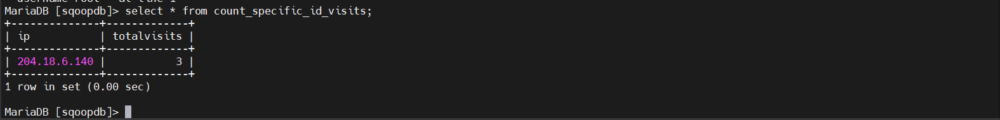 MariaDB [sqoopdb]> select * from count_specific_id_visits;
+--------------+-------------+
| ip           | totalvisits |
+--------------+-------------+
| 204.18.6.140 |           3 |
+--------------+-------------+
1 row in set (0.00 sec)
MariaDB [sqoopdb]>